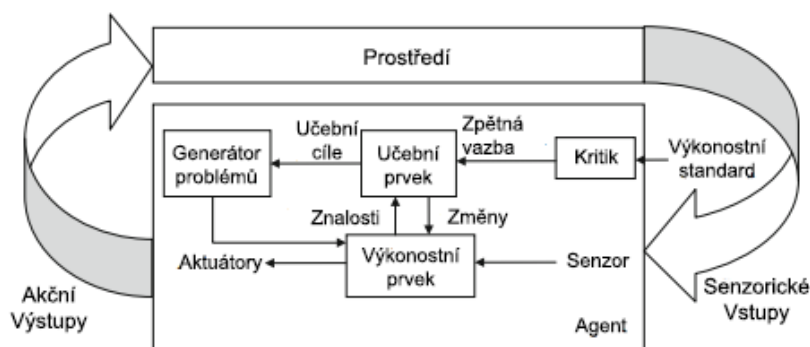 Prostředí
Generátor
problémů
Učební
cíle
Učební
prvek
Zpětná
vazba
Kritik
Výkonostní
standard
Znalosti
Změny
Aktuátory
Výkonostní
prvek
Senzor
Akční
Výstupy
Agent
Senzorické
Vstupy